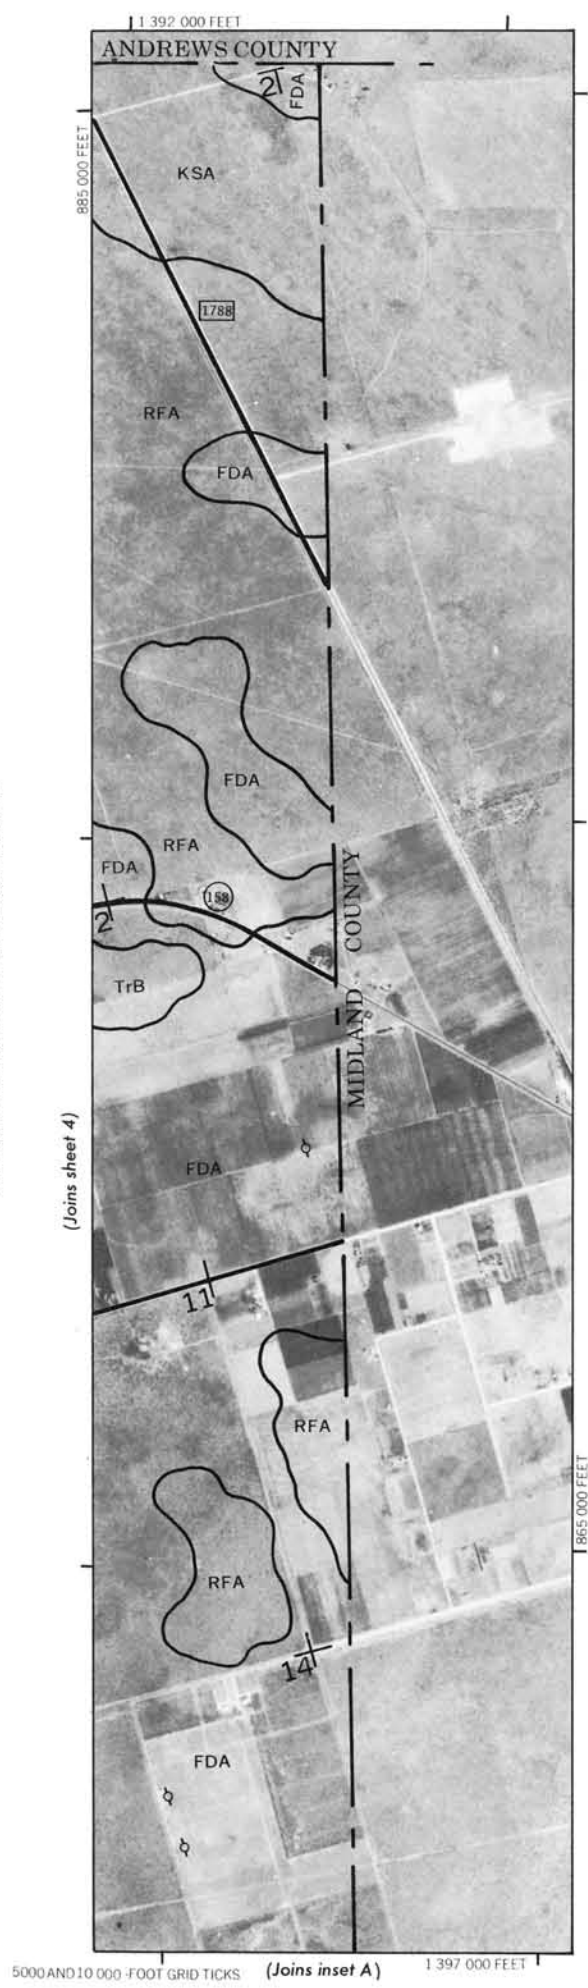 1 392 000 FEET
ANDREWS COUNTY
2
FDA
885 000 FEET
KSA
1788
RFA
FDA
FDA
RFA
FDA
158
2
TrB
MIDLAND COUNTY
(Joins sheet 4)
FDA
11
RFA
865 000 FEET
RFA
14
FDA
5000 AND 10 000-FOOT GRID TICKS
(Joins inset A)
1 397 000 FEET